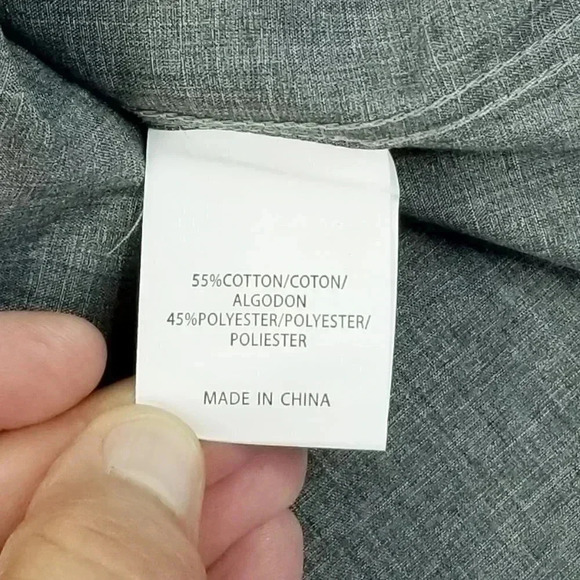 55%COTTON/COTON/
ALGODON
45%POLYESTER/POLYESTER/
POLIESTER
MADE IN CHINA